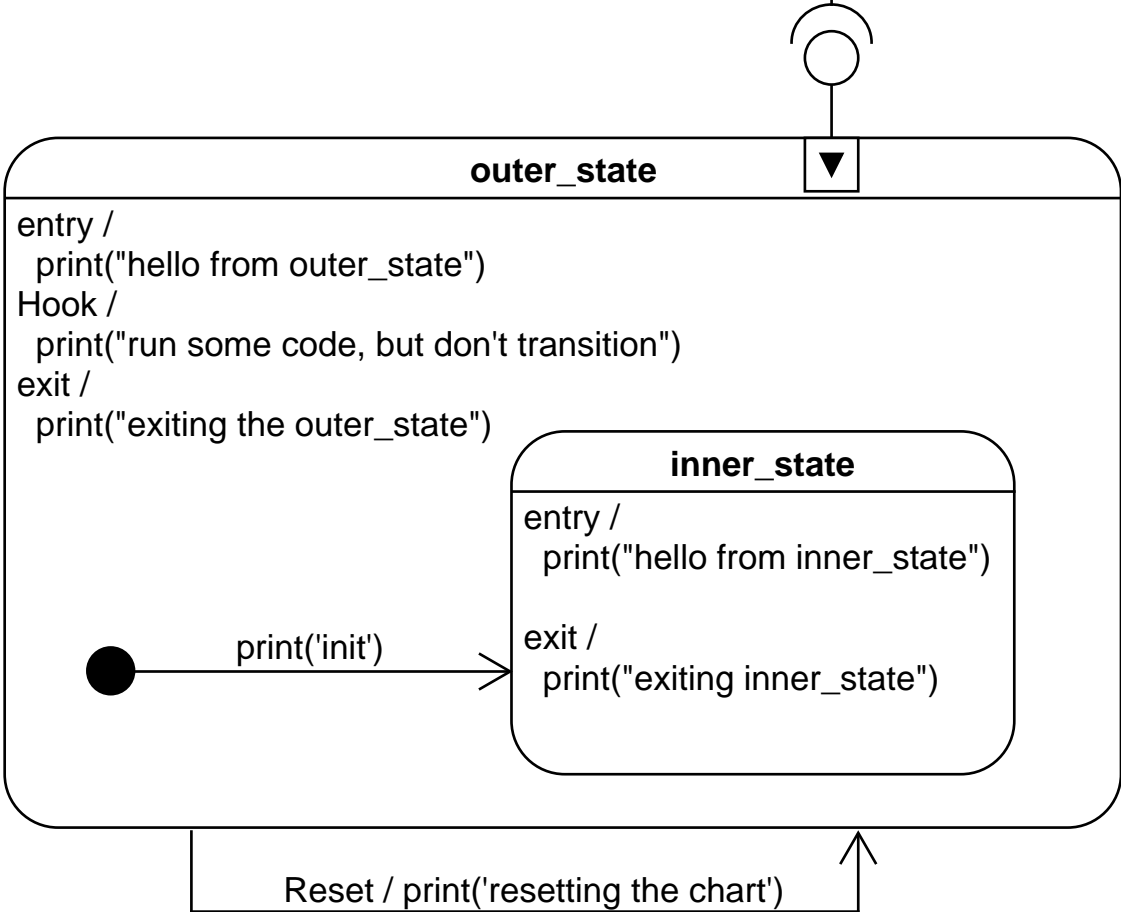 outer_state
entry /
print("hello from outer_state")
Hook /
print("run some code, but don't transition")
exit /
print("exiting the outer_state")
inner_state
entry /
print("hello from inner_state")
exit /
print("exiting inner_state")
print('init')
Reset / print('resetting the chart')